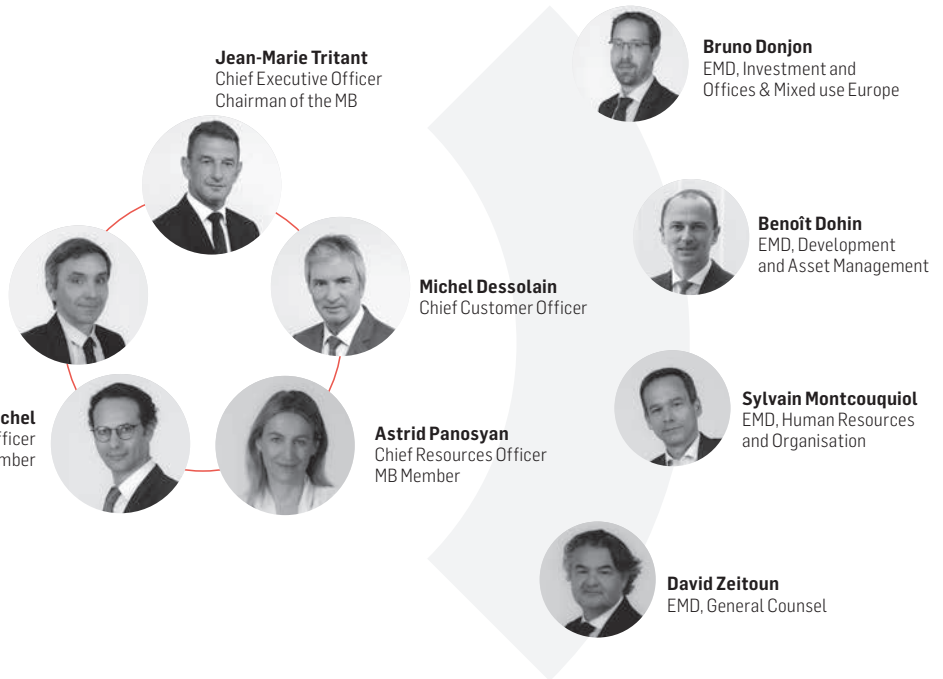 Jean-Marie Tritant
Chief Executive Officer
Chairman of the MB
Bruno Donjon
EMD, Investment and
Offices & Mixed use Europe
Benoît Dohin
EMD, Development
and Asset Management
Michel Dessolain
Chief Customer Officer
Sylvain Montcouquiol
EMD, Human Resources
and Organisation
Astrid Panosyan
Chief Resources Officer
MB Member
David Zeitoun
EMD, General Counsel